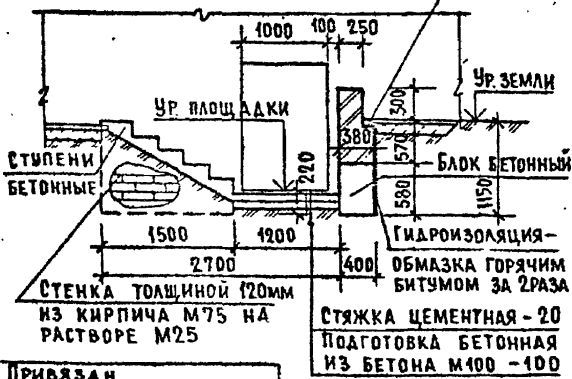 1000
100
250
Ур. земли
Ур. площадки
300
380
570
Ступени
бетонные
220
Блок бетонный
580
1150
1500
1200
Гидроизоляция-
обмазка горячим
битумом за 2раза
2700
400
Стенка толщиной 120мм
из кирпича М75 на
растворе М25
Стяжка цементная - 20
Подготовка бетонная
из бетона М100 -100
Привязан